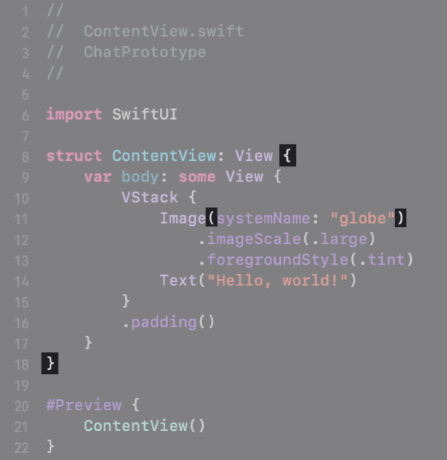 1 //
2 //  ContentView.swift
3 //  ChatPrototype
4 //
5
6 import SwiftUI
7
8 struct ContentView: View {
9     var body: some View {
10         VStack {
11             Image(systemName: "globe")
12                 .imageScale(.large)
13                 .foregroundStyle(.tint)
14             Text("Hello, world!")
15         }
16         .padding()
17     }
18 }
19
20 #Preview {
21     ContentView()
22 }